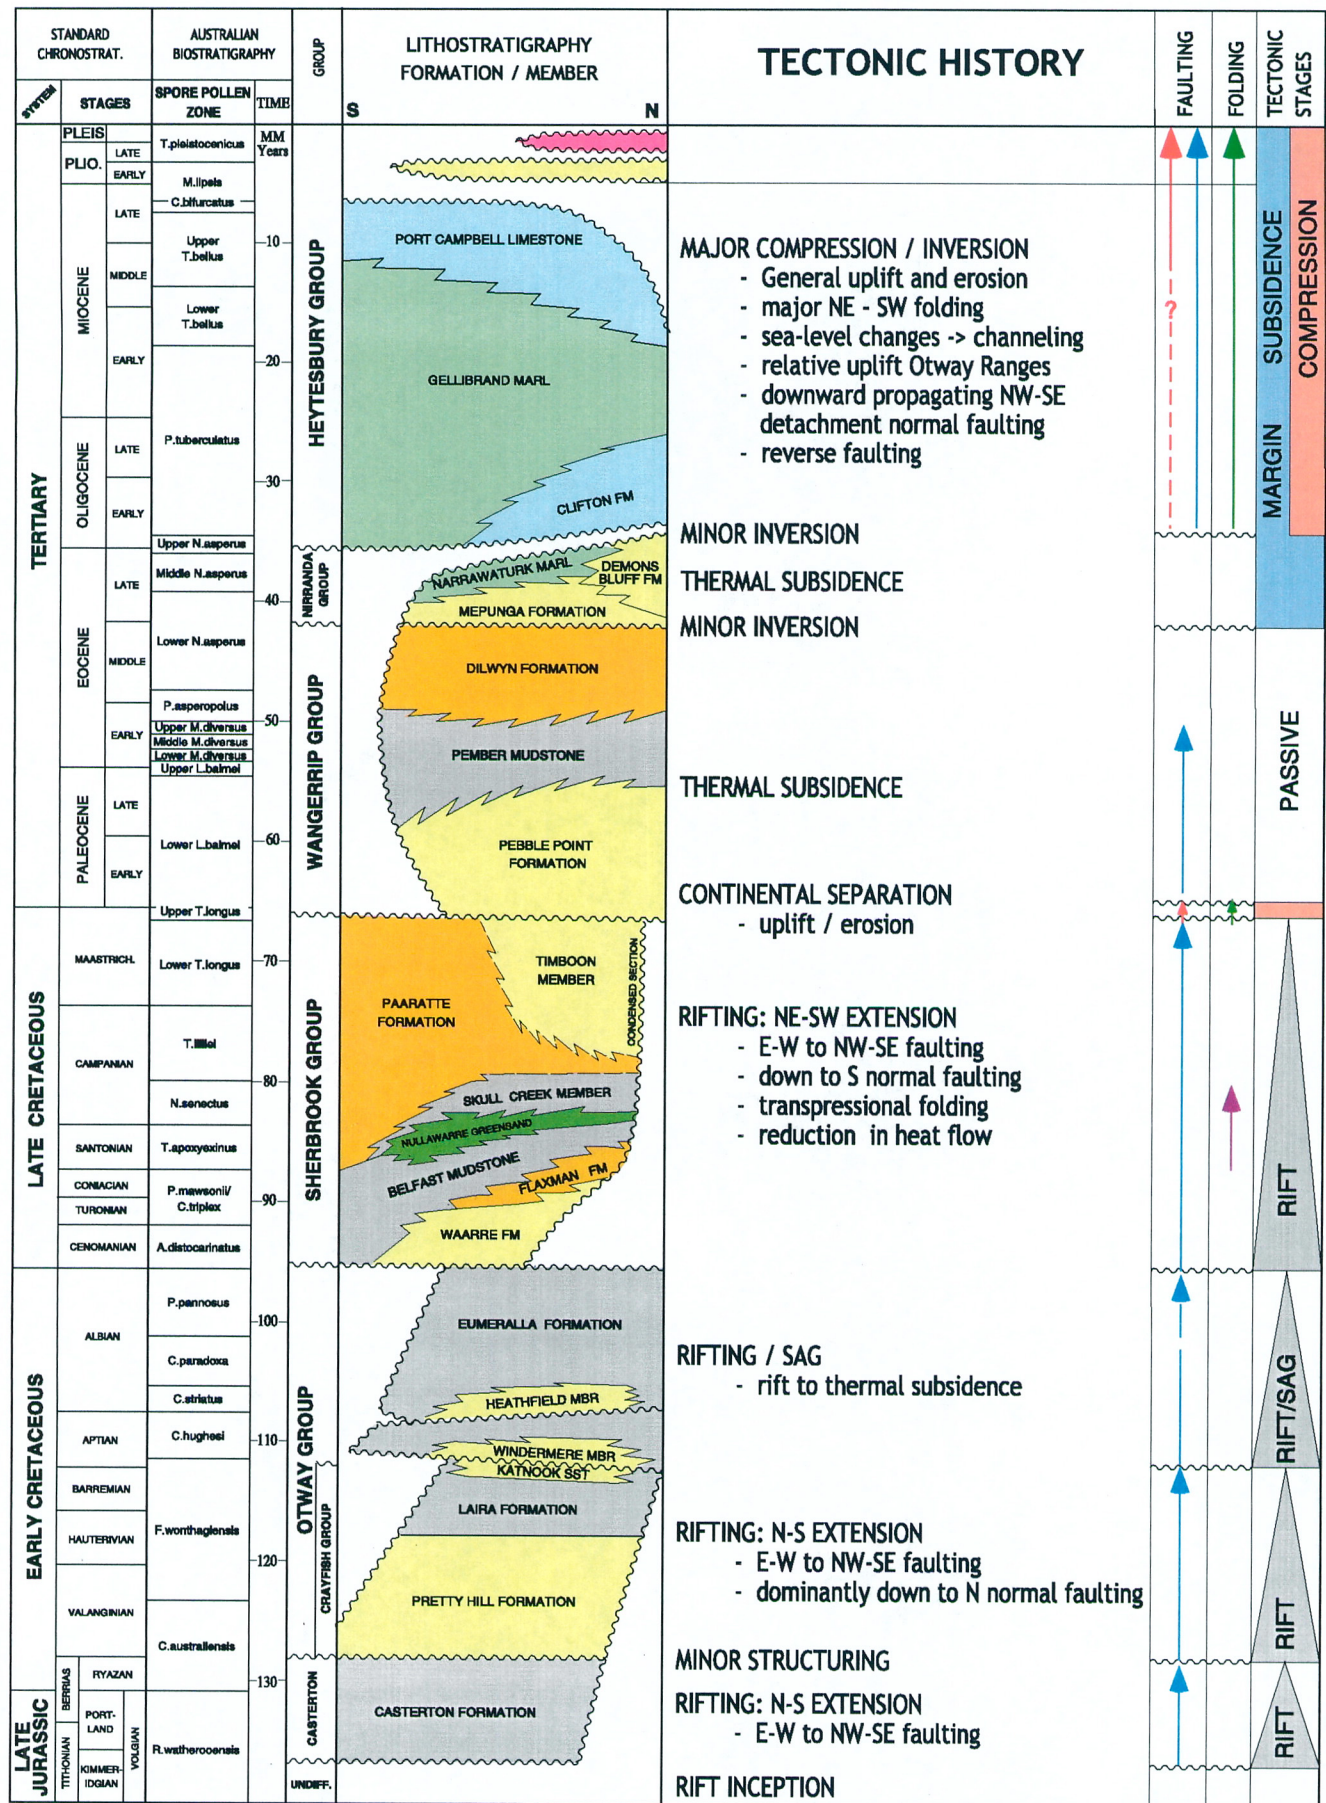 STANDARD
CHRONOSTRAT.
AUSTRALIAN
BIOSTRATIGRAPHY
GROUP
LITHOSTRATIGRAPHY
FORMATION / MEMBER
S
N
TECTONIC HISTORY
FAULTING
FOLDING
TECTONIC
STAGES
SYSTEM
STAGES
SPORE POLLEN
ZONE
TIME
MM
Years
TERTIARY
LATE CRETACEOUS
EARLY CRETACEOUS
LATE
JURASSIC
PLEIS
PLIO.
LATE
EARLY
MIOCENE
LATE
MIDDLE
EARLY
OLIGOCENE
LATE
EARLY
EOCENE
LATE
MIDDLE
EARLY
PALEOCENE
LATE
EARLY
MAASTRICH.
CAMPANIAN
SANTONIAN
CONIACIAN
TURONIAN
CENOMANIAN
ALBIAN
APTIAN
BARREMIAN
HAUTERIVIAN
VALANGINIAN
BERRIAS
RYAZAN
TITHONIAN
PORT-
LAND
VOLGIAN
KIMMER-
IDGIAN
T.pleistocenicus
M.lipsis
C.bifurcatus
Upper
T.bellus
Lower
T.bellus
P.tuberculatus
Upper N.asperus
Middle N.asperus
Lower N.asperus
P.asperopolus
Upper M.diversus
Middle M.diversus
Lower M.diversus
Upper L.balmei
Lower L.balmei
Upper T.longus
Lower T.longus
T.lilliei
N.senectus
T.apoxyexinus
P.mawsonii/
C.triplex
A.distocarinatus
P.pannosus
C.paradoxa
C.striatus
C.hughesi
F.wonthagiensis
C.australiensis
R.watherooensis
10
20
30
40
50
60
70
80
90
100
110
120
130
HEYTESBURY GROUP
NIRRANDA
GROUP
WANGERRIP GROUP
SHERBROOK GROUP
OTWAY GROUP
CRAYFISH GROUP
CASTERTON
UNDIFF.
PORT CAMPBELL LIMESTONE
GELLIBRAND MARL
CLIFTON FM
NARRAWATURK MARL
DEMONS
BLUFF FM
MEPUNGA FORMATION
DILWYN FORMATION
PEMBER MUDSTONE
PEBBLE POINT
FORMATION
TIMBOON
MEMBER
CONDENSED SECTION
PAARATTE
FORMATION
SKULL CREEK MEMBER
NULLAWARRE GREENSAND
BELFAST MUDSTONE
FLAXMAN FM
WAARRE FM
EUMERALLA FORMATION
HEATHFIELD MBR
WINDERMERE MBR
KATNOOK SST
LAIRA FORMATION
PRETTY HILL FORMATION
CASTERTON FORMATION
MAJOR COMPRESSION / INVERSION
- General uplift and erosion
- major NE - SW folding
- sea-level changes -> channeling
- relative uplift Otway Ranges
- downward propagating NW-SE
detachment normal faulting
- reverse faulting
MINOR INVERSION
THERMAL SUBSIDENCE
MINOR INVERSION
THERMAL SUBSIDENCE
CONTINENTAL SEPARATION
- uplift / erosion
RIFTING: NE-SW EXTENSION
- E-W to NW-SE faulting
- down to S normal faulting
- transpressional folding
- reduction in heat flow
RIFTING / SAG
- rift to thermal subsidence
RIFTING: N-S EXTENSION
- E-W to NW-SE faulting
- dominantly down to N normal faulting
MINOR STRUCTURING
RIFTING: N-S EXTENSION
- E-W to NW-SE faulting
RIFT INCEPTION
?
MARGIN SUBSIDENCE
COMPRESSION
PASSIVE
RIFT
RIFT/SAG
RIFT
RIFT